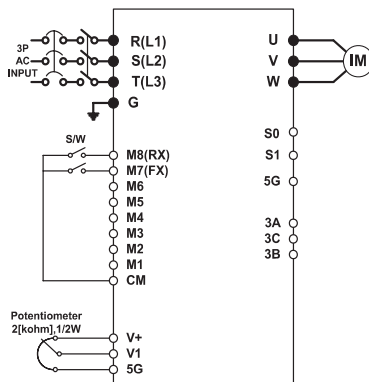 3P
AC
INPUT
R(L1)
S(L2)
T(L3)
G
U
V
W
IM
S/W
M8(RX)
M7(FX)
M6
M5
M4
M3
M2
M1
CM
S0
S1
5G
3A
3C
3B
Potentiometer
2[kohm],1/2W
V+
V1
5G